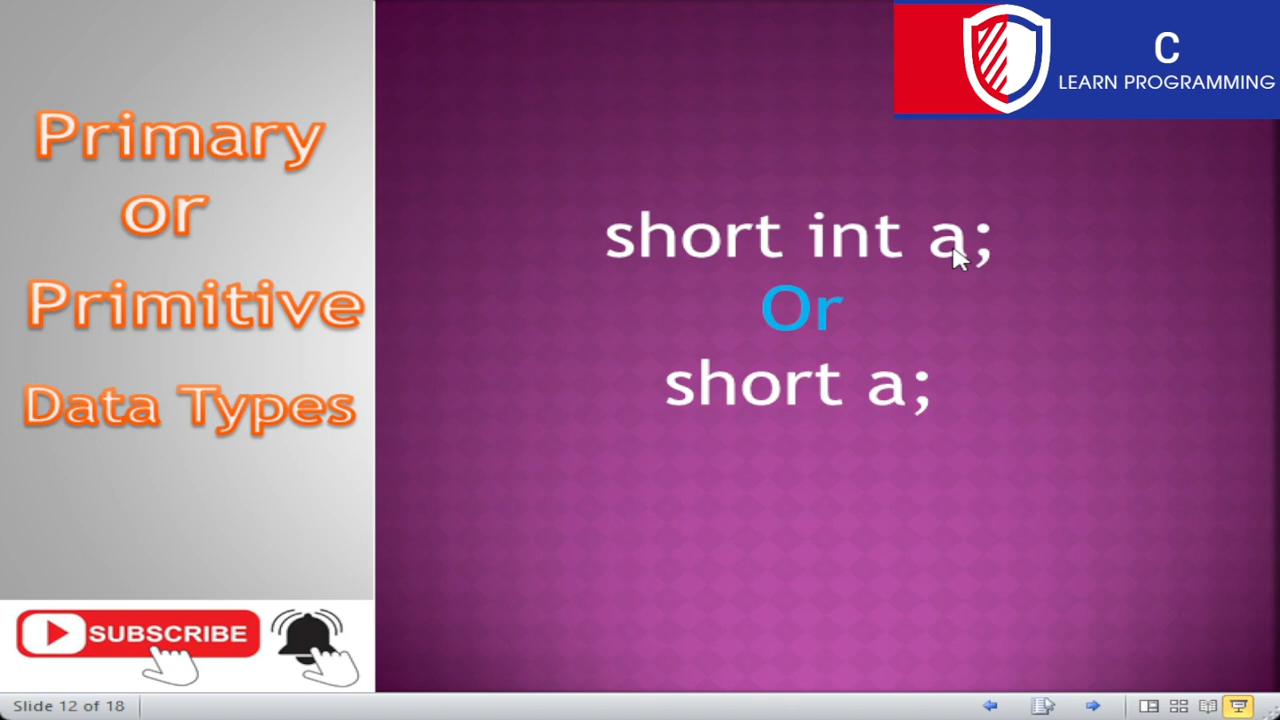 C
LEARN PROGRAMMING
Primary
or
Primitive
Data Types
short int a;
Or
short a;
SUBSCRIBE
Slide 12 of 18